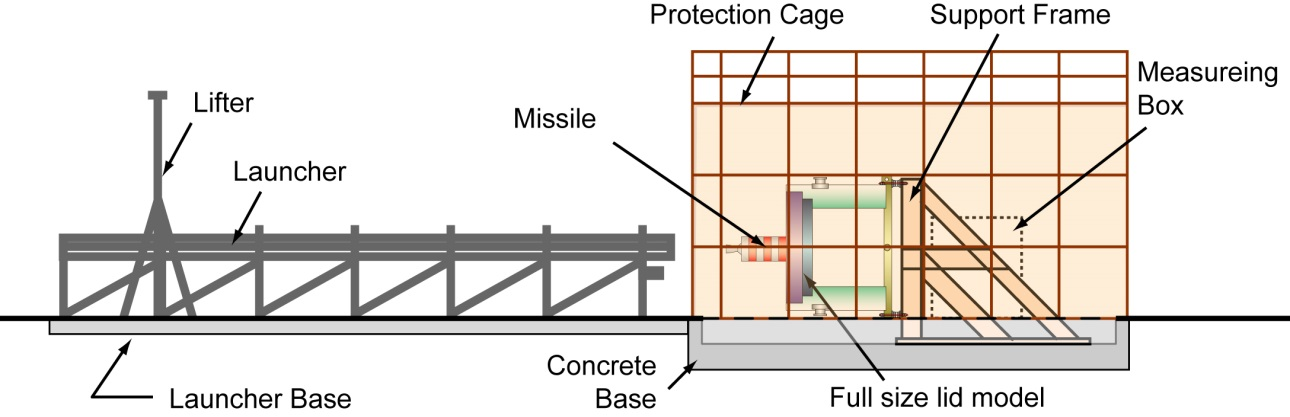 Protection Cage
Support Frame
Measureing
Box
Lifter
Missile
Launcher
Concrete
Base
Launcher Base
Full size lid model